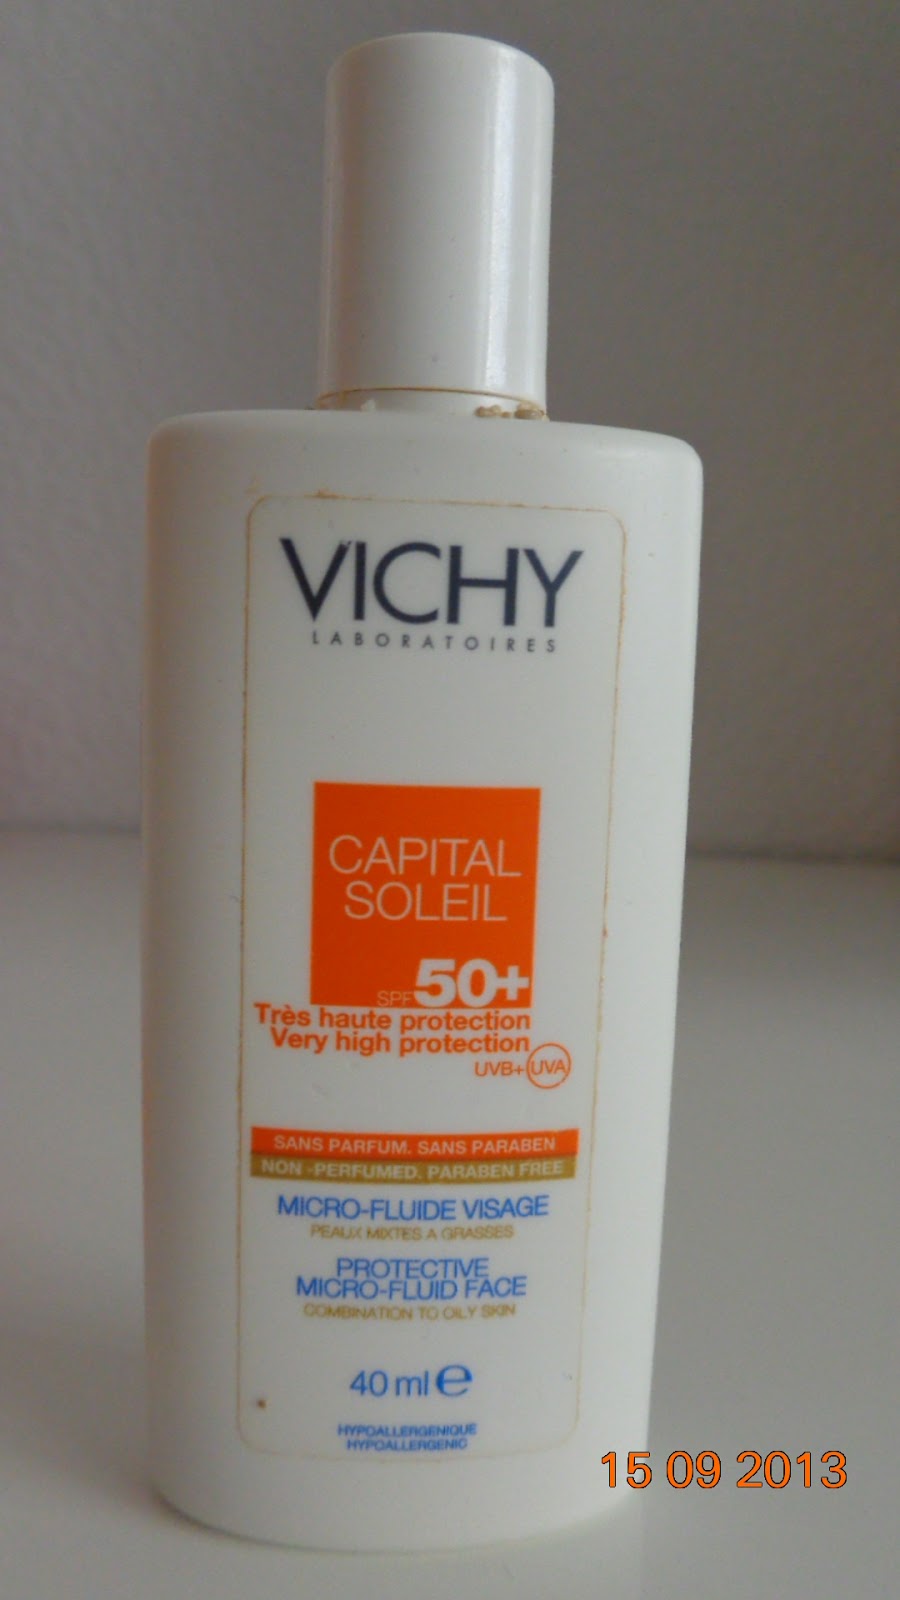 VICHY
LABORATOIRES
CAPITAL
SOLEIL
SPF 50+
Très haute protection
Very high protection
UVB+ UVA
SANS PARFUM. SANS PARABEN
NON -PERFUMED. PARABEN FREE
MICRO-FLUIDE VISAGE
PEAUX MIXTES A GRASSES
PROTECTIVE
MICRO-FLUID FACE
COMBINATION TO OILY SKIN
40 ml e
HYPOALLERGENIQUE
HYPOALLERGENIC
15 09 2013